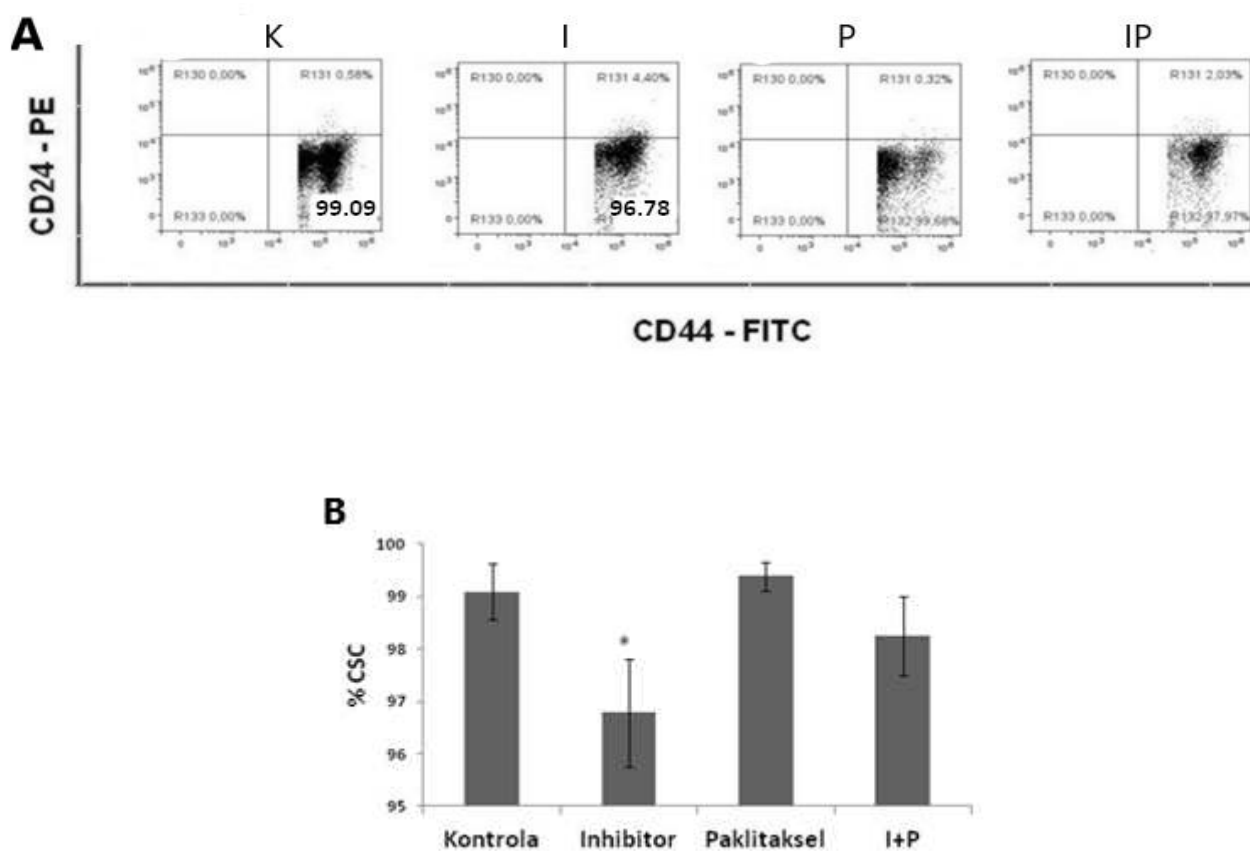 A
K I P IP
CD24 - PE
R130 0,00% R131 0,58%
R133 0,00% 99.09
R130 0,00% R131 4,40%
R133 0,00% 96.78
R130 0,00% R131 0,32%
R133 0,00% R132 99,68%
R130 0,00% R131 2,03%
R133 0,00% R132 97,97%
CD44 - FITC
B
% CSC
100
99
98
97
96
95
*
Kontrola Inhibitor Paklitaksel I+P